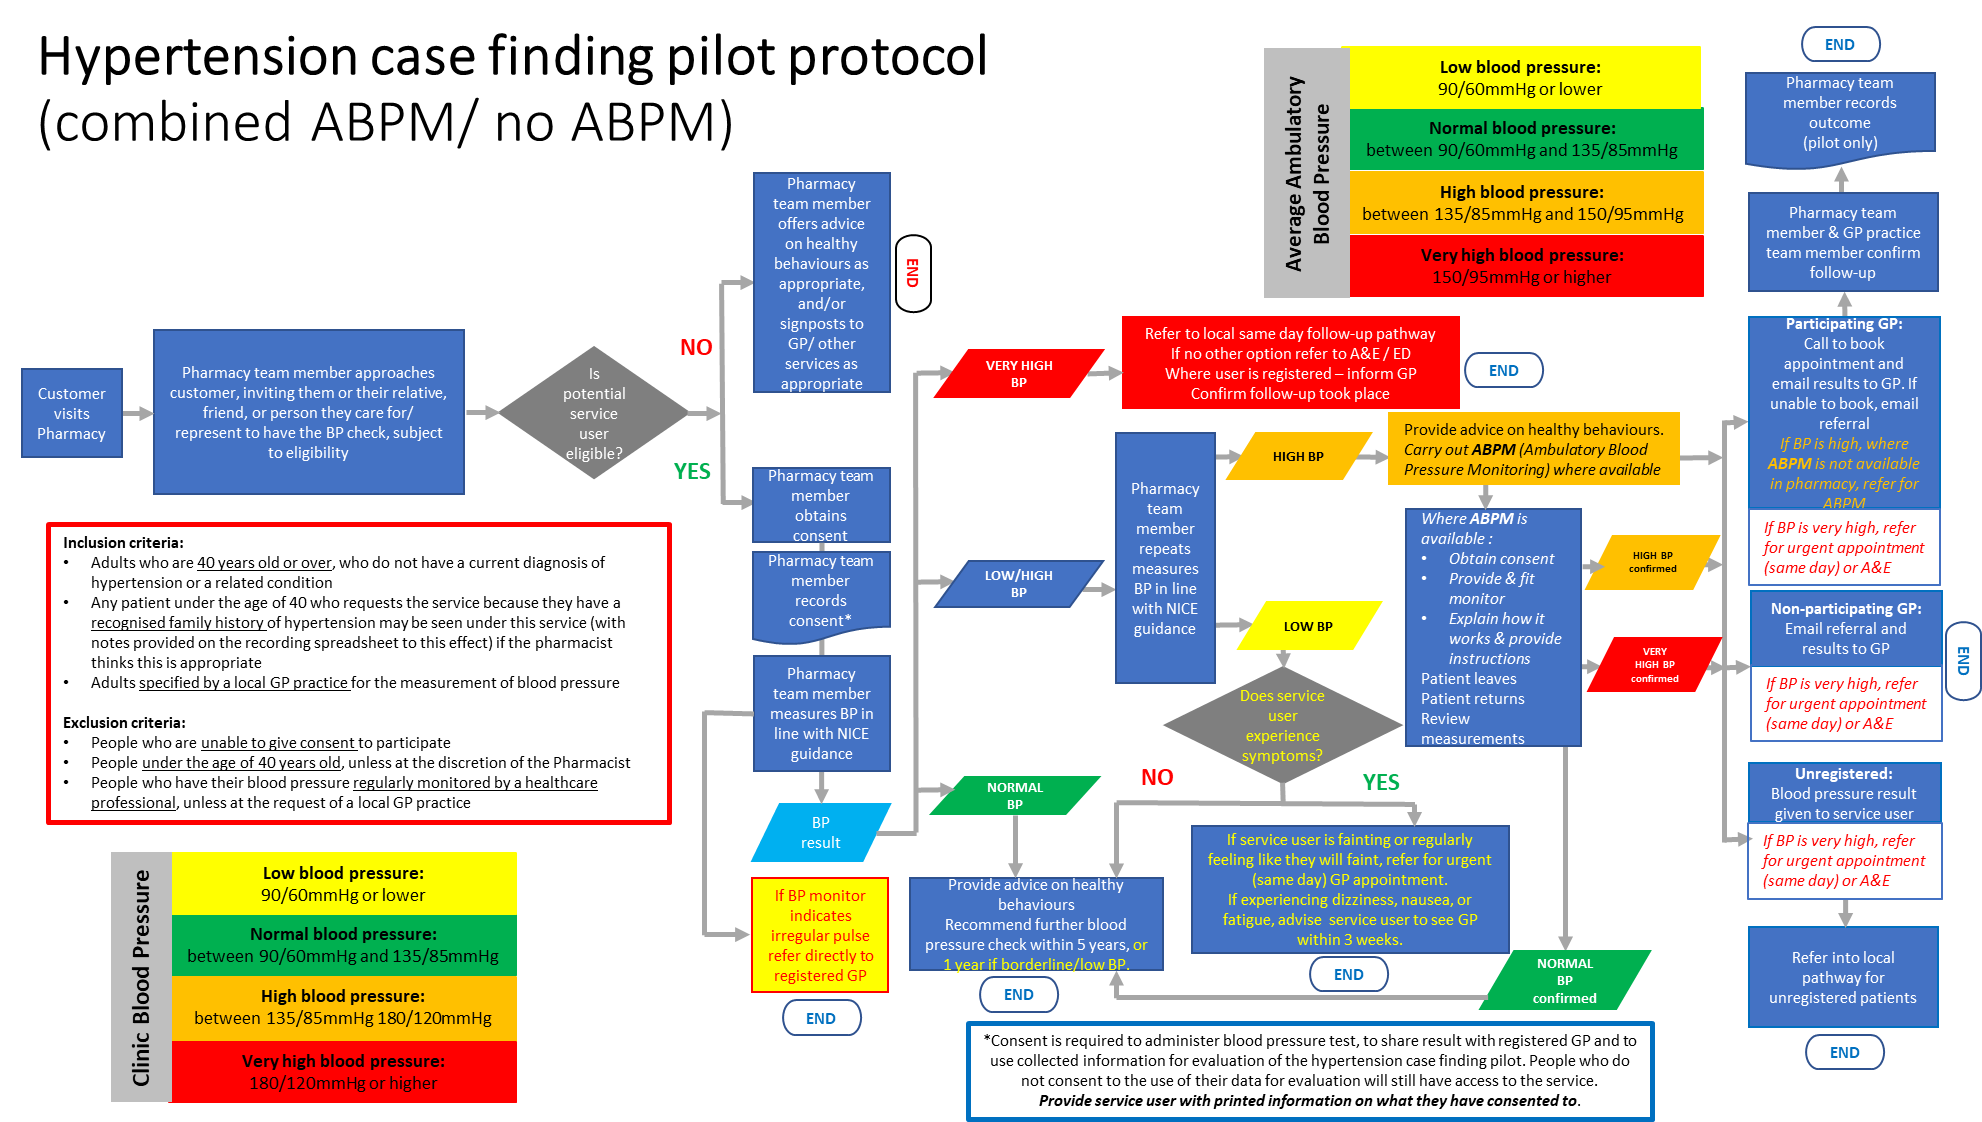 Hypertension case finding pilot protocol
(combined ABPM/ no ABPM)
Average Ambulatory
Blood Pressure
Low blood pressure:
90/60mmHg or lower
Normal blood pressure:
between 90/60mmHg and 135/85mmHg
High blood pressure:
between 135/85mmHg and 150/95mmHg
Very high blood pressure:
150/95mmHg or higher
Customer
visits
Pharmacy
Pharmacy team member approaches
customer, inviting them or their relative,
friend, or person they care for/
represent to have the BP check, subject
to eligibility
Is
potential
service
user
eligible?
NO
YES
Pharmacy
team member
offers advice
on healthy
behaviours as
appropriate,
and/or
signposts to
GP/ other
services as
appropriate
END
Pharmacy team
member
obtains
consent
Pharmacy team
member
records
consent*
Pharmacy
team member
measures BP in
line with NICE
guidance
BP
result
If BP monitor
indicates
irregular pulse
refer directly to
registered GP
END
VERY HIGH
BP
Refer to local same day follow-up pathway
If no other option refer to A&E / ED
Where user is registered – inform GP
Confirm follow-up took place
END
LOW/HIGH
BP
Pharmacy
team
member
repeats
measures
BP in line
with NICE
guidance
HIGH BP
Provide advice on healthy behaviours.
Carry out ABPM (Ambulatory Blood
Pressure Monitoring) where available
LOW BP
Does service
user
experience
symptoms?
NO
YES
NORMAL
BP
Provide advice on healthy
behaviours
Recommend further blood
pressure check within 5 years, or
1 year if borderline/low BP.
END
If service user is fainting or regularly
feeling like they will faint, refer for urgent
(same day) GP appointment.
If experiencing dizziness, nausea, or
fatigue, advise service user to see GP
within 3 weeks.
END
Where ABPM is
available :
• Obtain consent
• Provide & fit
monitor
• Explain how it
works & provide
instructions
Patient leaves
Patient returns
Review
measurements
HIGH BP
confirmed
VERY
HIGH BP
confirmed
NORMAL
BP
confirmed
END
Pharmacy team
member records
outcome
(pilot only)
Pharmacy team
member & GP practice
team member confirm
follow-up
Participating GP:
Call to book
appointment and
email results to GP. If
unable to book, email
referral
If BP is high, where
ABPM is not available
in pharmacy, refer for
ABPM
If BP is very high, refer
for urgent appointment
(same day) or A&E
Non-participating GP:
Email referral and
results to GP
If BP is very high, refer
for urgent appointment
(same day) or A&E
END
Unregistered:
Blood pressure result
given to service user
If BP is very high, refer
for urgent appointment
(same day) or A&E
Refer into local
pathway for
unregistered patients
END
Inclusion criteria:
• Adults who are 40 years old or over, who do not have a current diagnosis of
hypertension or a related condition
• Any patient under the age of 40 who requests the service because they have a
recognised family history of hypertension may be seen under this service (with
notes provided on the recording spreadsheet to this effect) if the pharmacist
thinks this is appropriate
• Adults specified by a local GP practice for the measurement of blood pressure
Exclusion criteria:
• People who are unable to give consent to participate
• People under the age of 40 years old, unless at the discretion of the Pharmacist
• People who have their blood pressure regularly monitored by a healthcare
professional, unless at the request of a local GP practice
Clinic Blood Pressure
Low blood pressure:
90/60mmHg or lower
Normal blood pressure:
between 90/60mmHg and 135/85mmHg
High blood pressure:
between 135/85mmHg 180/120mmHg
Very high blood pressure:
180/120mmHg or higher
*Consent is required to administer blood pressure test, to share result with registered GP and to
use collected information for evaluation of the hypertension case finding pilot. People who do
not consent to the use of their data for evaluation will still have access to the service.
Provide service user with printed information on what they have consented to.